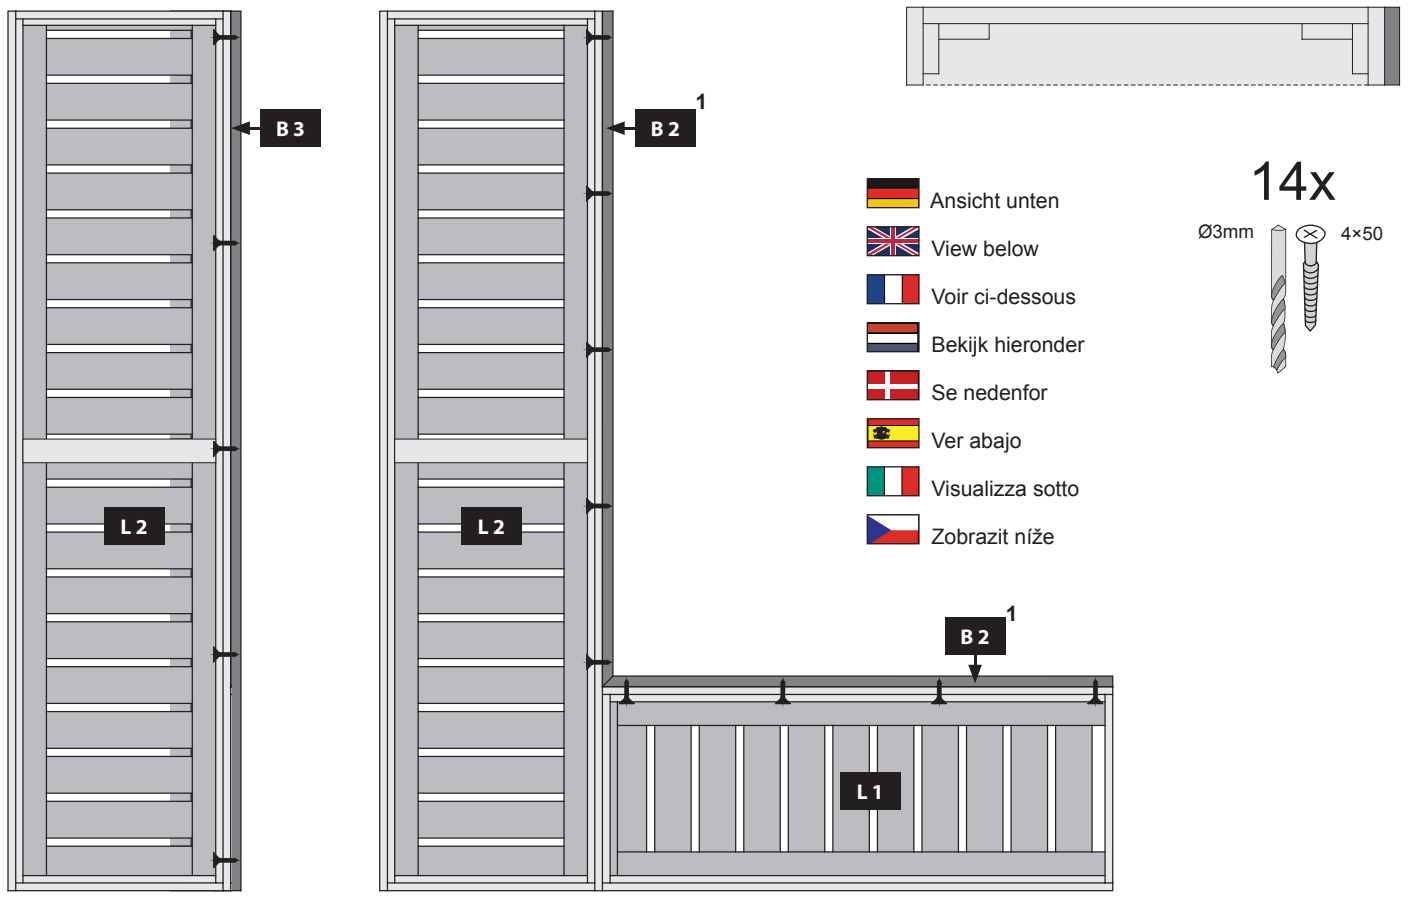 B 3
B 2
1
14x
Ø3mm
4×50
Ansicht unten
View below
Voir ci-dessous
Bekijk hieronder
Se nedenfor
Ver abajo
Visualizza sotto
Zobrazit níže
L 2
L 2
B 2
1
L 1